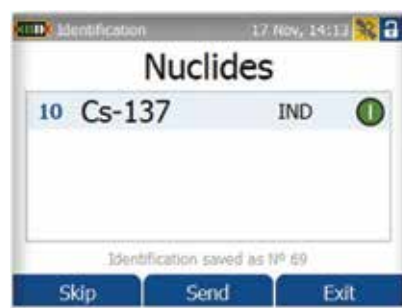 Identification 17 Nov, 14:13
Nuclides
10 Cs-137 IND I
Identification saved as Nº 69
Skip Send Exit